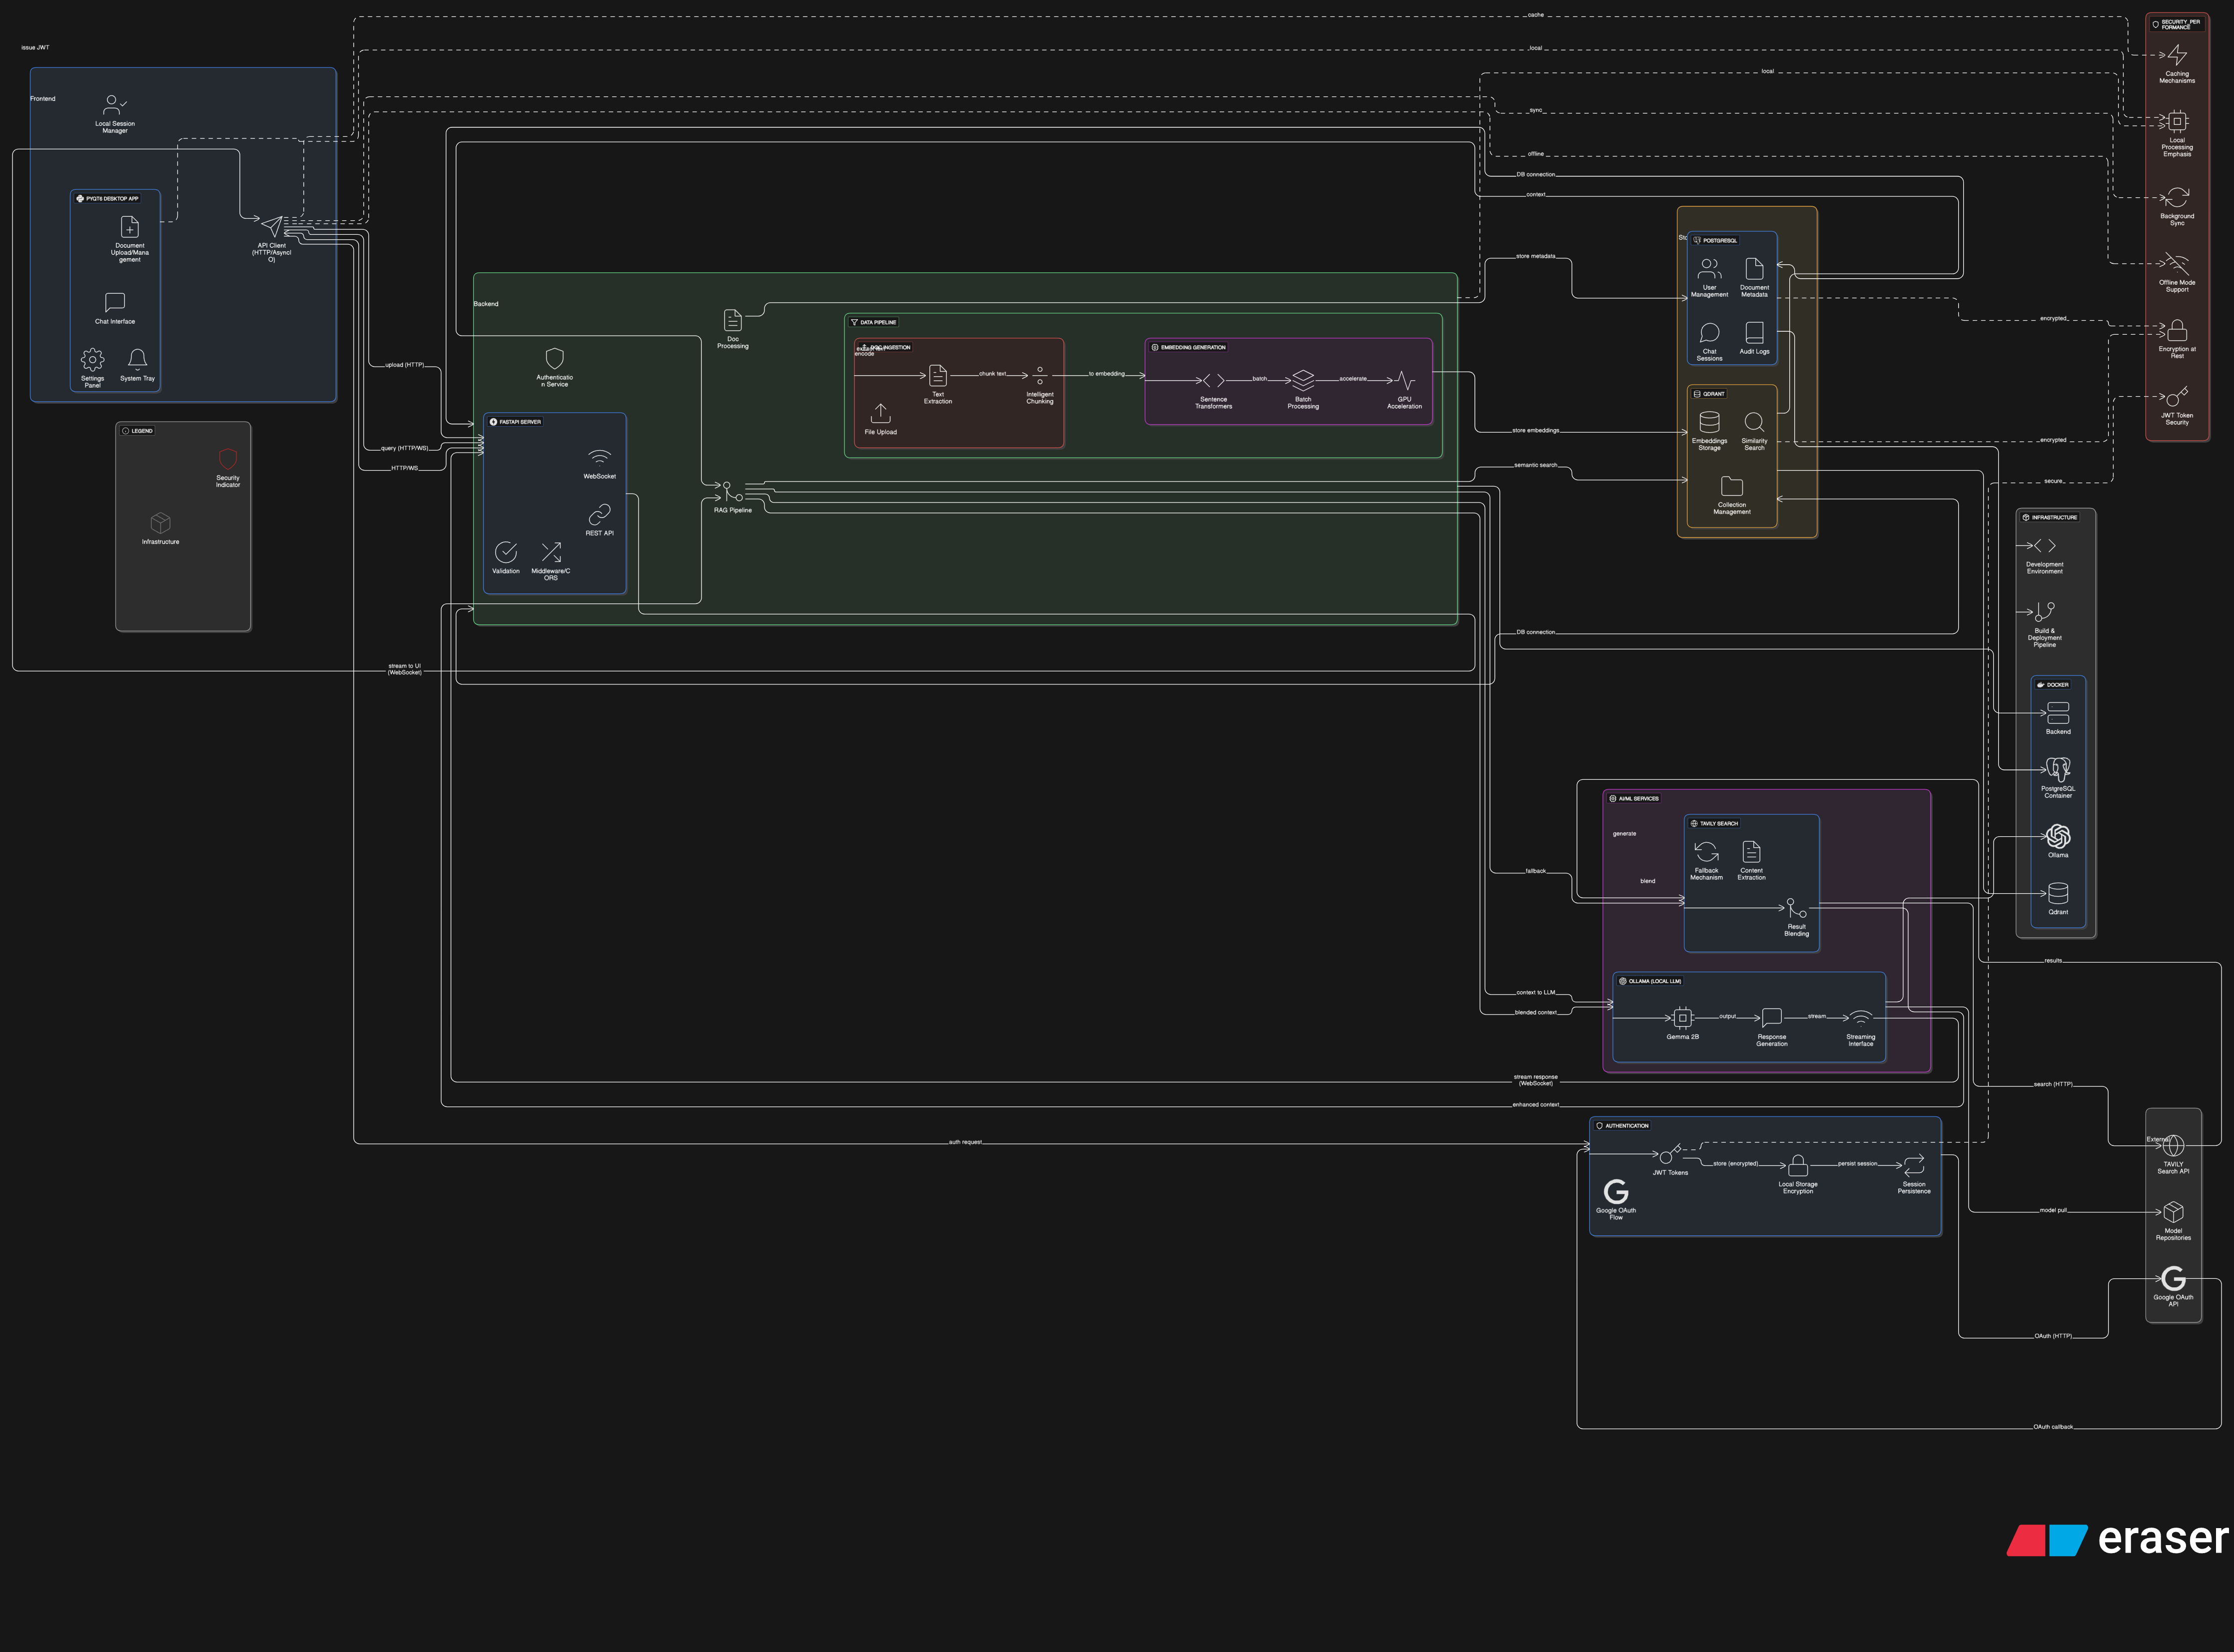 issue JWT
Frontend
Local Session
Manager
PYQT6 DESKTOP APP
Document
Upload/Mana
gement
Chat Interface
Settings
Panel
System Tray
API Client
(HTTP/AsyncI
O)
LEGEND
Security
Indicator
Infrastructure
upload (HTTP)
query (HTTP/WS)
HTTP/WS
stream to UI
(WebSocket)
Backend
Authenticatio
n Service
FASTAPI SERVER
WebSocket
REST API
Validation
Middleware/C
ORS
Doc
Processing
RAG Pipeline
DATA PIPELINE
DOC INGESTION
encode
Text
Extraction
chunk text
Intelligent
Chunking
File Upload
to embedding
EMBEDDING GENERATION
Sentence
Transformers
batch
Batch
Processing
accelerate
GPU
Acceleration
cache
local
local
sync
offline
DB connection
context
store metadata
store embeddings
semantic search
DB connection
fallback
context to LLM
blended context
stream response
(WebSocket)
enhanced context
auth request
POSTGRESQL
User
Management
Document
Metadata
Chat
Sessions
Audit Logs
QDRANT
Embeddings
Storage
Similarity
Search
Collection
Management
encrypted
encrypted
secure
SECURITY_PER
FORMANCE
Caching
Mechanisms
Local
Processing
Emphasis
Background
Sync
Offline Mode
Support
Encryption at
Rest
JWT Token
Security
INFRASTRUCTURE
Development
Environment
Build &
Deployment
Pipeline
DOCKER
Backend
PostgreSQL
Container
Ollama
Qdrant
AI/ML SERVICES
generate
TAVILY SEARCH
Fallback
Mechanism
Content
Extraction
blend
Result
Blending
OLLAMA (LOCAL LLM)
Gemma 2B
output
Response
Generation
stream
Streaming
Interface
results
search (HTTP)
model pull
OAuth (HTTP)
OAuth callback
AUTHENTICATION
JWT Tokens
store (encrypted)
Local Storage
Encryption
persist session
Session
Persistence
Google OAuth
Flow
External
TAVILY
Search API
Model
Repositories
Google OAuth
API
eraser